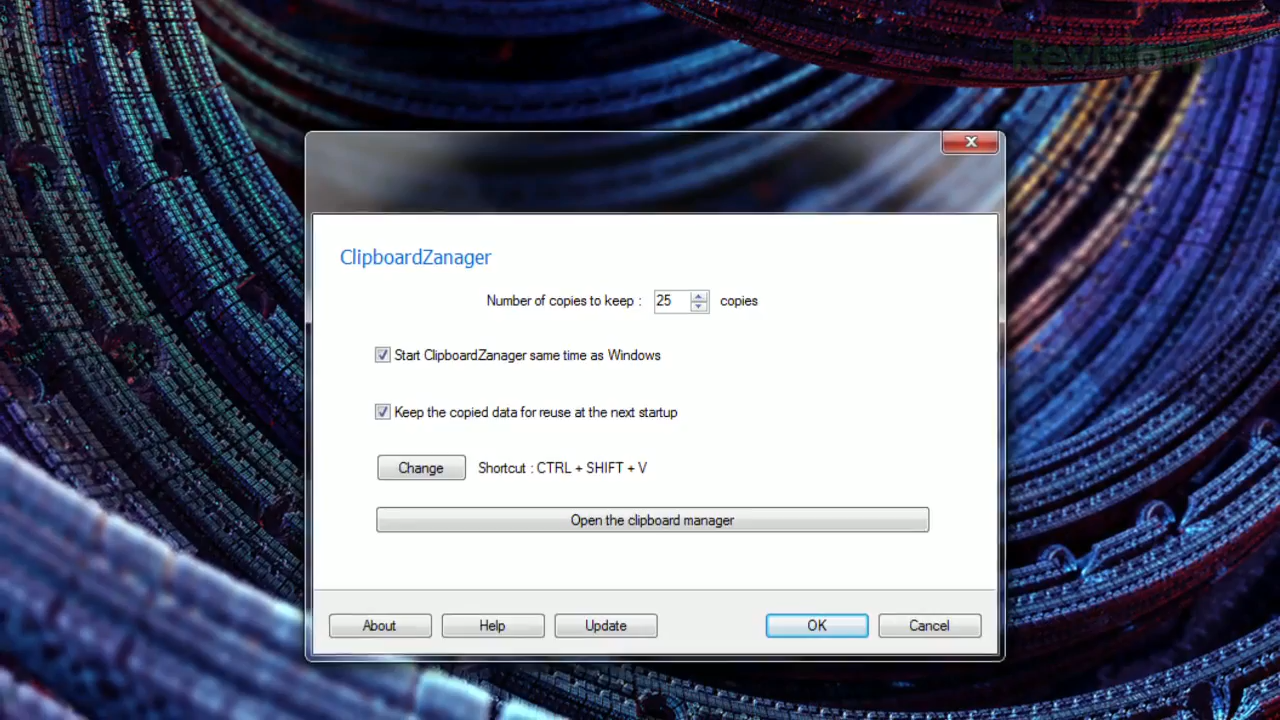 ClipboardZanager
Number of copies to keep : 25 copies
Start ClipboardZanager same time as Windows
Keep the copied data for reuse at the next startup
Change Shortcut : CTRL + SHIFT + V
Open the clipboard manager
About Help Update OK Cancel